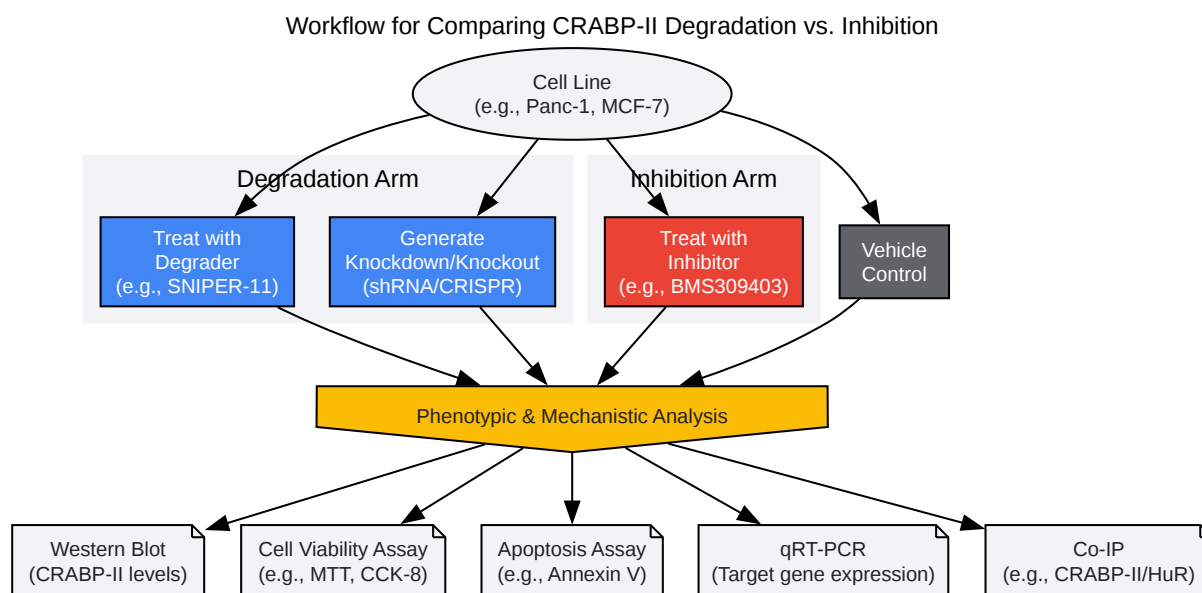 Workflow for Comparing CRABP-II Degradation vs. Inhibition
Cell Line
(e.g., Panc-1, MCF-7)
Degradation Arm
Inhibition Arm
Treat with
Degrader
(e.g., SNIPER-11)
Generate
Knockdown/Knockout
(shRNA/CRISPR)
Treat with
Inhibitor
(e.g., BMS309403)
Vehicle
Control
Phenotypic & Mechanistic Analysis
Western Blot
(CRABP-II levels)
Cell Viability Assay
(e.g., MTT, CCK-8)
Apoptosis Assay
(e.g., Annexin V)
qRT-PCR
(Target gene expression)
Co-IP
(e.g., CRABP-II/HuR)